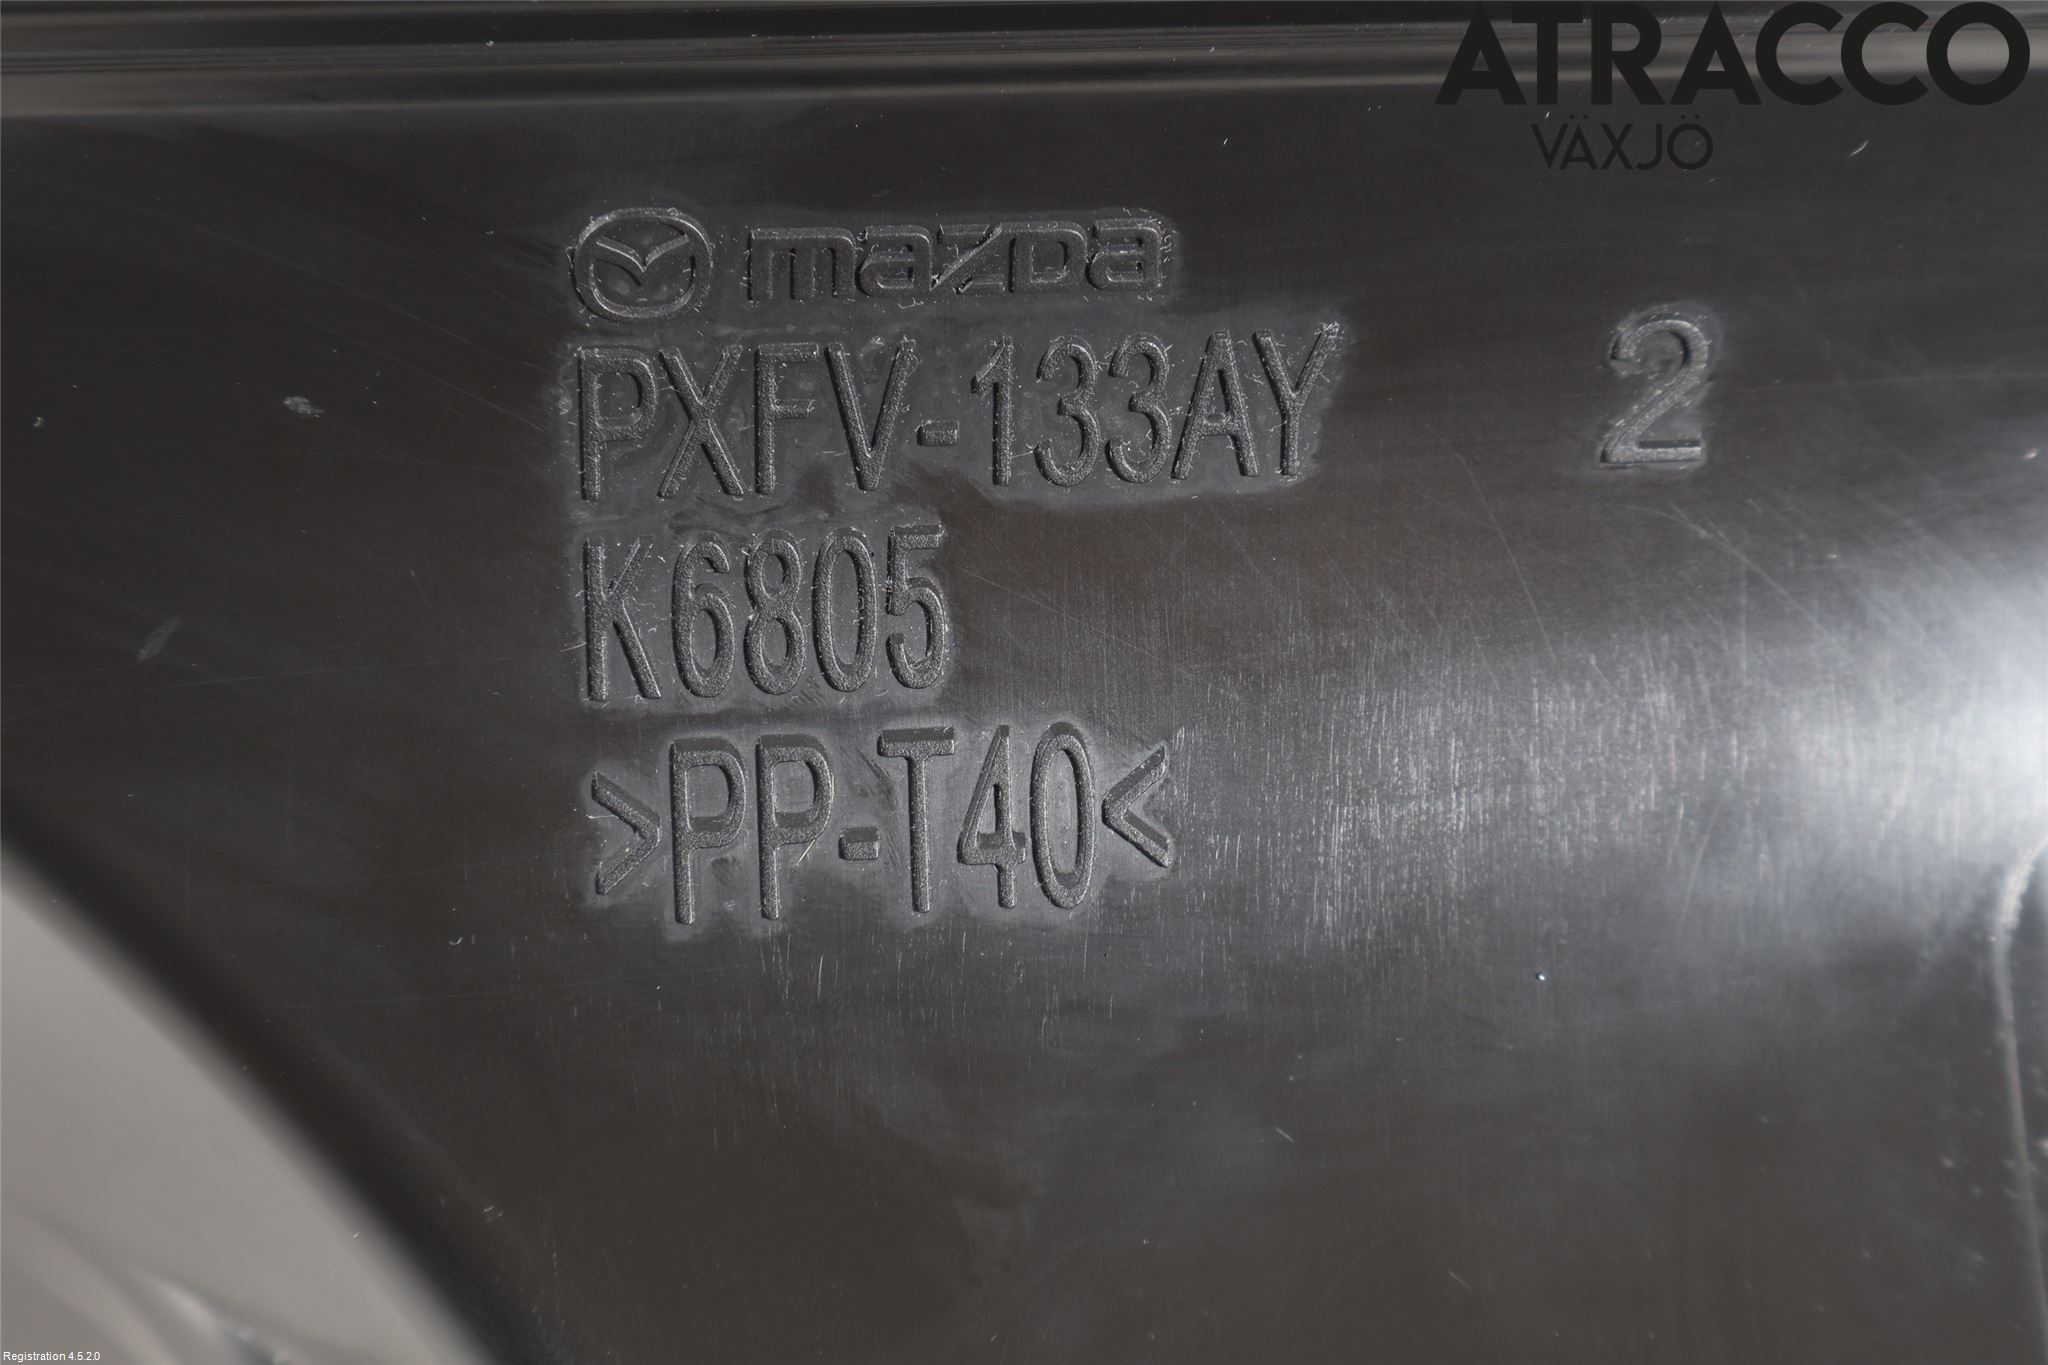 ATRACCO
VÄXJÖ
mazda
PXFV-133AY 2
K6805
>PP-T40<
Registration 4.5.2.0